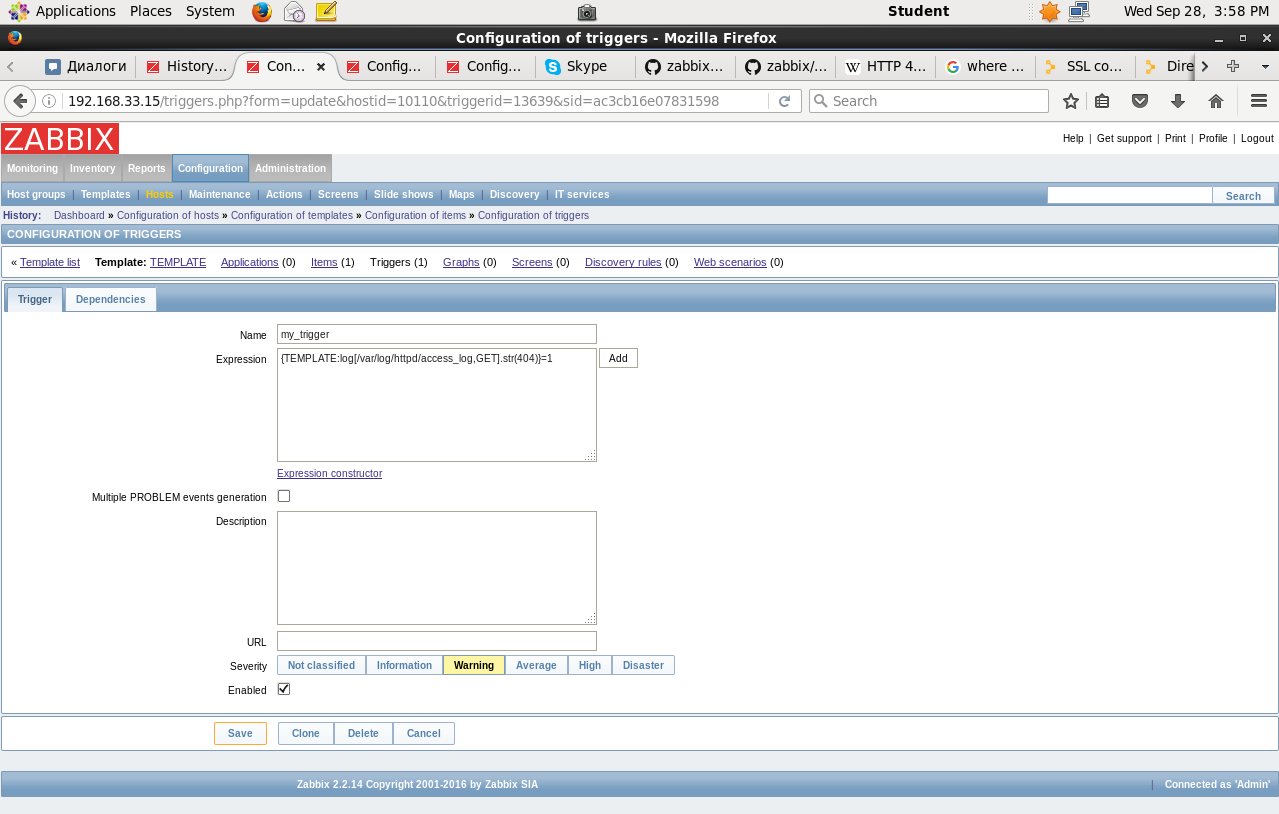 Applications Places System Student Wed Sep 28, 3:58 PM
Configuration of triggers - Mozilla Firefox
Диалоги History... Con... Config... Config... Skype zabbix... zabbix/... HTTP 4... where ... SSL co... Dire
192.168.33.15/triggers.php?form=update&hostid=10110&triggerid=13639&sid=ac3cb16e07831598 Search
ZABBIX Help | Get support | Print | Profile | Logout
Monitoring Inventory Reports Configuration Administration
Host groups | Templates | Hosts | Maintenance | Actions | Screens | Slide shows | Maps | Discovery | IT services Search
History: Dashboard » Configuration of hosts » Configuration of templates » Configuration of items » Configuration of triggers
CONFIGURATION OF TRIGGERS
« Template list Template: TEMPLATE Applications (0) Items (1) Triggers (1) Graphs (0) Screens (0) Discovery rules (0) Web scenarios (0)
Trigger Dependencies
Name my_trigger
Expression {TEMPLATE:log[/var/log/httpd/access_log,GET].str(404)}=1 Add
Expression constructor
Multiple PROBLEM events generation
Description
URL
Severity Not classified Information Warning Average High Disaster
Enabled
Save Clone Delete Cancel
Zabbix 2.2.14 Copyright 2001-2016 by Zabbix SIA | Connected as 'Admin'